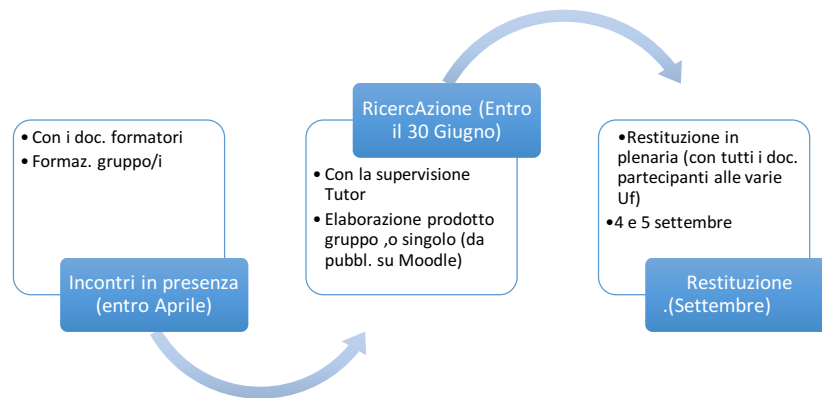 • Con i doc. formatori
• Formaz. gruppo/i
Incontri in presenza
(entro Aprile)
RicercAzione (Entro
il 30 Giugno)
• Con la supervisione
Tutor
• Elaborazione prodotto
gruppo ,o singolo (da
pubbl. su Moodle)
•Restituzione in
plenaria (con tutti i doc.
partecipanti alle varie
Uf)
•4 e 5 settembre
Restituzione
.(Settembre)